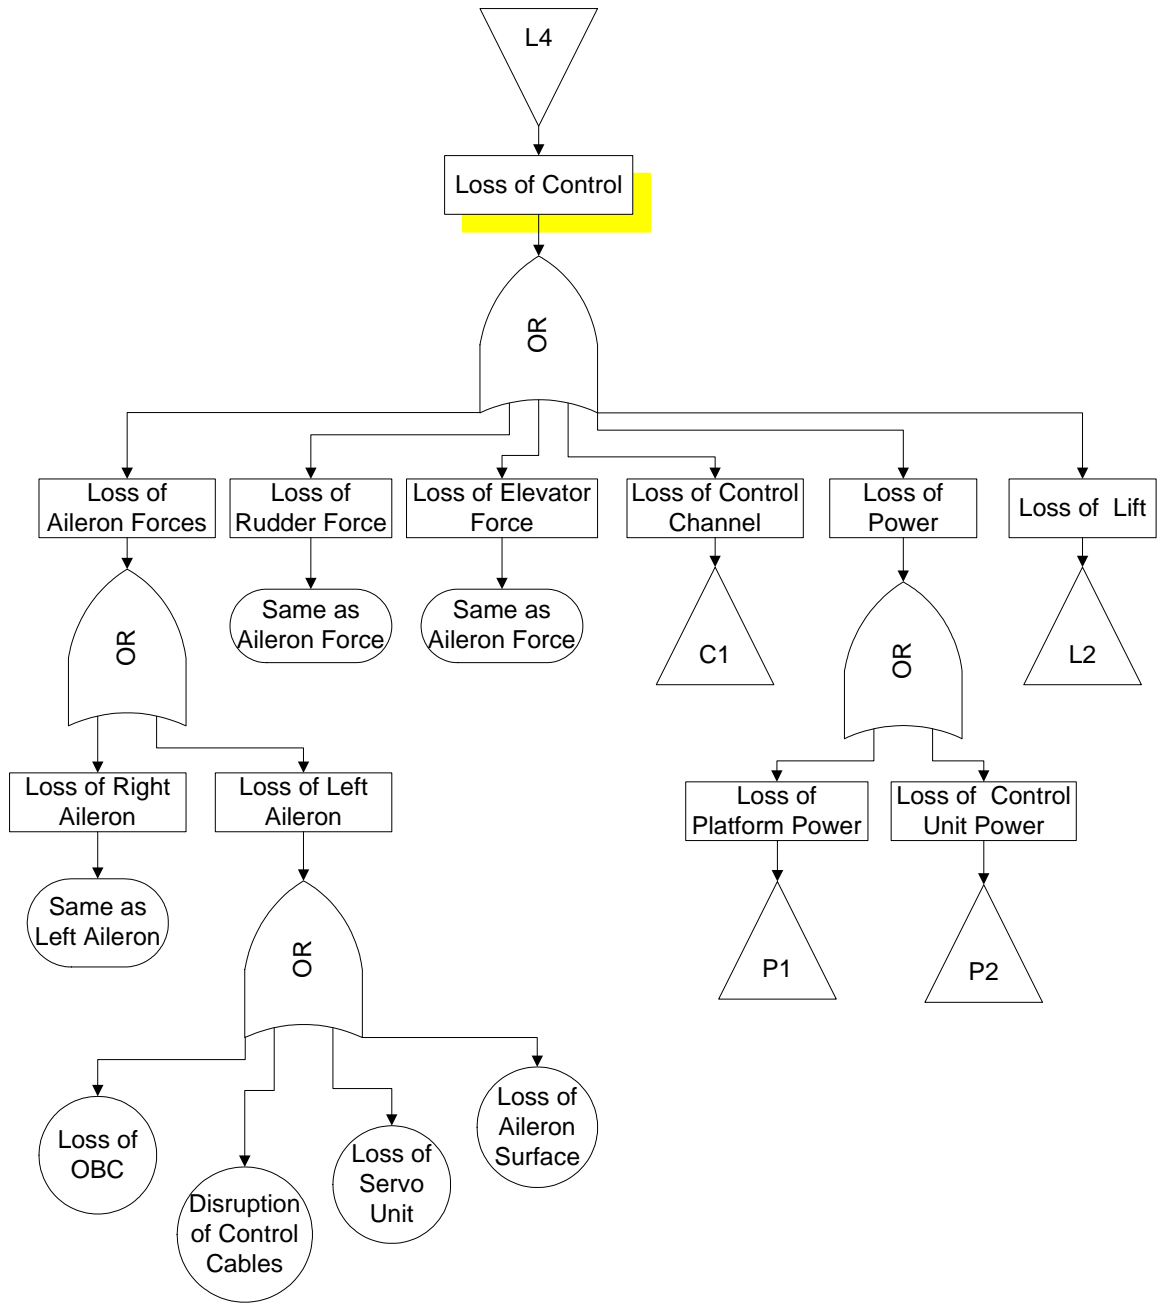 L4
Loss of Control
OR
Loss of
Aileron Forces
Loss of
Rudder Force
Loss of Elevator
Force
Loss of Control
Channel
Loss of
Power
Loss of  Lift
OR
Same as
Aileron Force
Same as
Aileron Force
C1
OR
L2
Loss of Right
Aileron
Loss of Left
Aileron
Loss of
Platform Power
Loss of  Control
Unit Power
Same as
Left Aileron
OR
P1
P2
Loss of
OBC
Disruption
of Control
Cables
Loss of
Servo
Unit
Loss of
Aileron
Surface